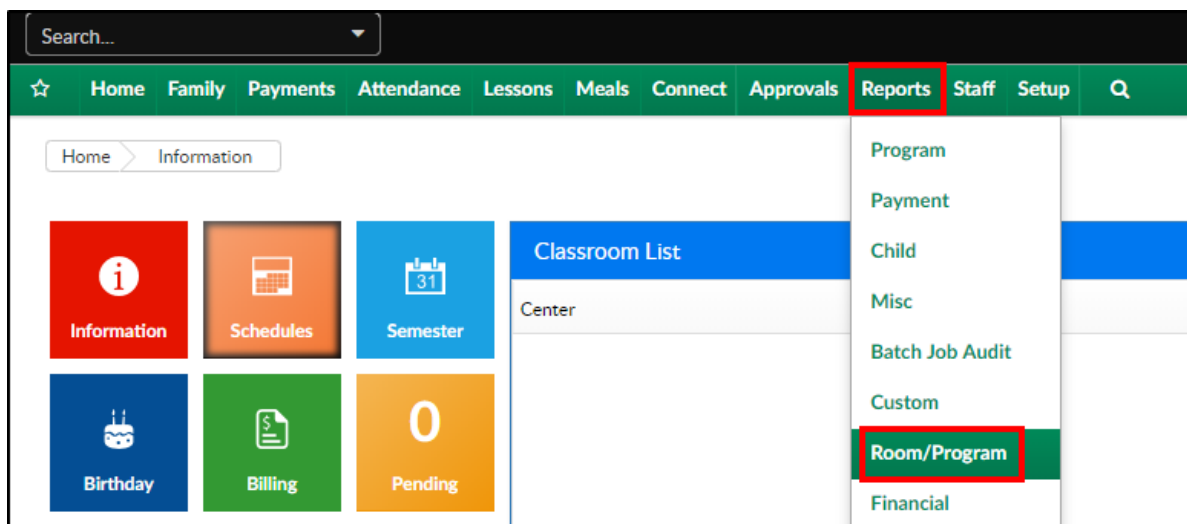 Search...
Home Family Payments Attendance Lessons Meals Connect Approvals Reports Staff Setup
Home Information
Program
Payment
Child
Misc
Batch Job Audit
Custom
Room/Program
Financial
Information
Schedules
31
Semester
Birthday
$
Billing
0
Pending
Classroom List
Center